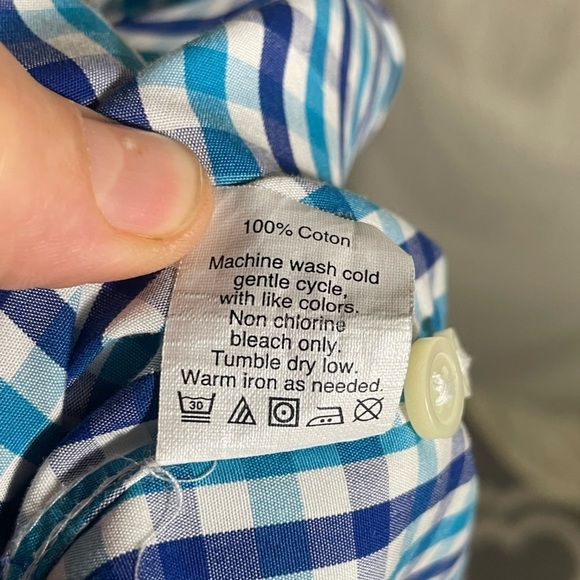 100% Coton
Machine wash cold
gentle cycle,
with like colors.
Non chlorine
bleach only.
Tumble dry low.
Warm iron as needed.
30